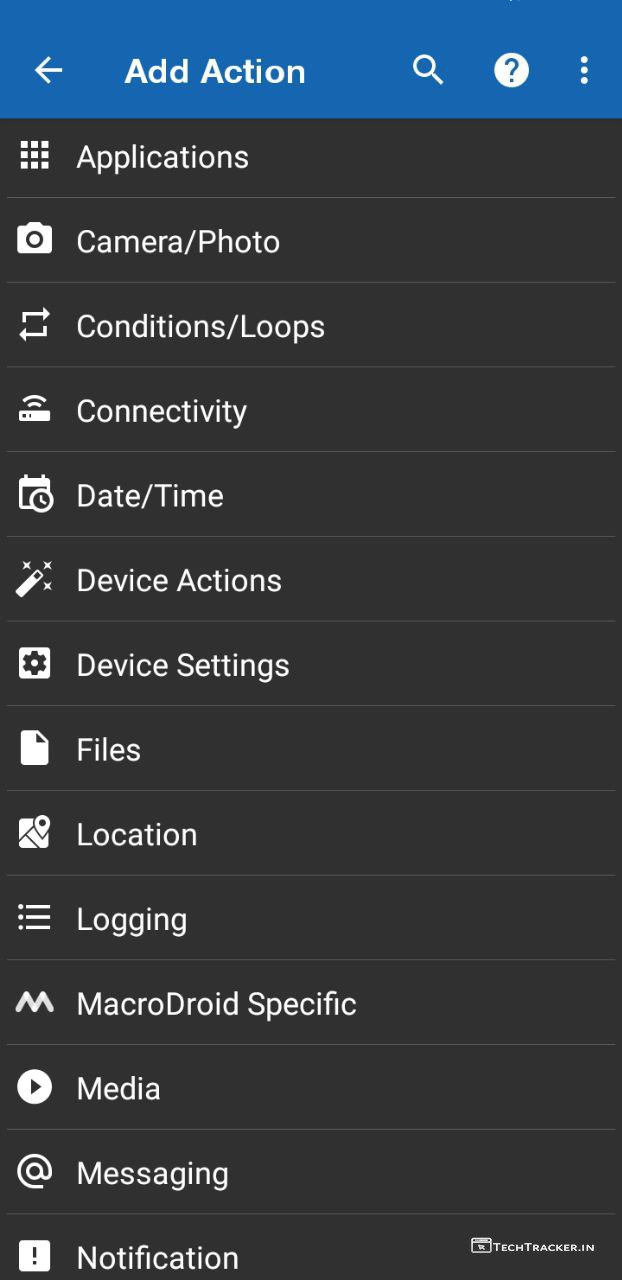 Add Action
Applications
Camera/Photo
Conditions/Loops
Connectivity
Date/Time
Device Actions
Device Settings
Files
Location
Logging
MacroDroid Specific
Media
Messaging
Notification
TECHTRACKER.IN